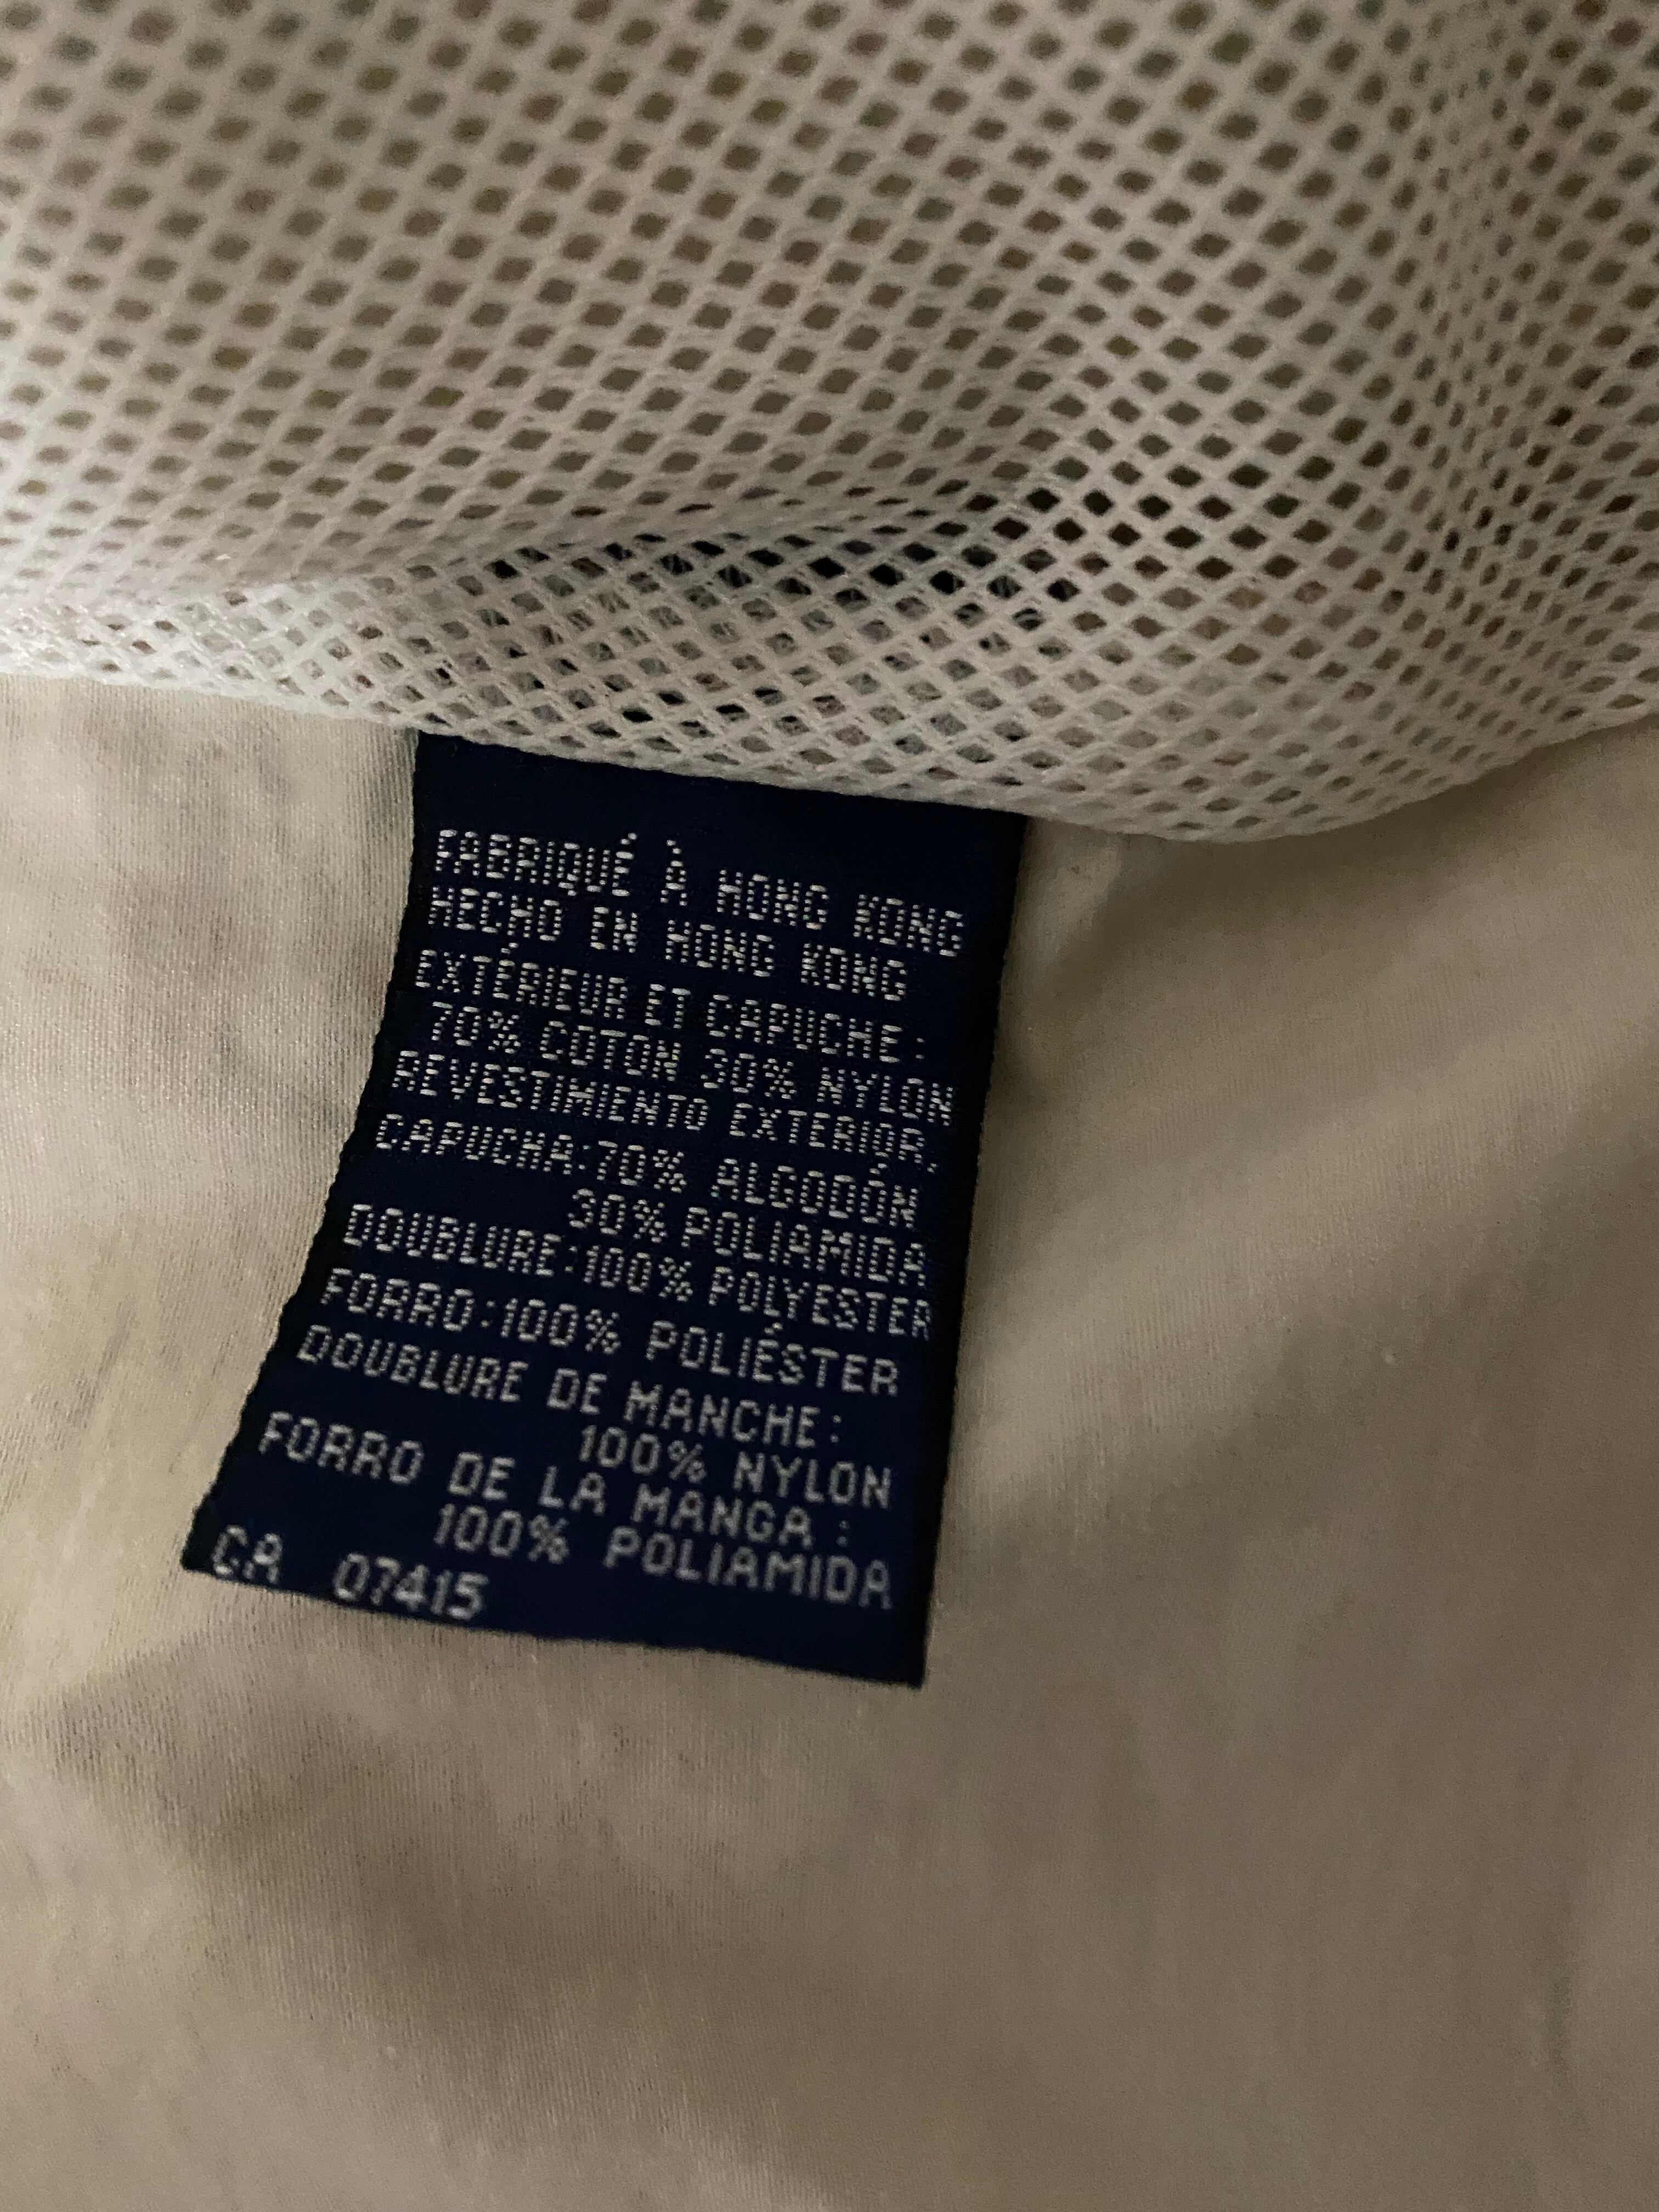 FABRIQUÉ À HONG KONG
HECHO EN HONG KONG
EXTÉRIEUR ET CAPUCHE:
70% COTON 30% NYLON
REVESTIMIENTO EXTERIOR,
CAPUCHA:70% ALGODÓN
30% POLIAMIDA
DOUBLURE:100% POLYESTER
FORRO:100% POLIÉSTER
DOUBLURE DE MANCHE:
100% NYLON
FORRO DE LA MANGA:
100% POLIAMIDA
CA 07415